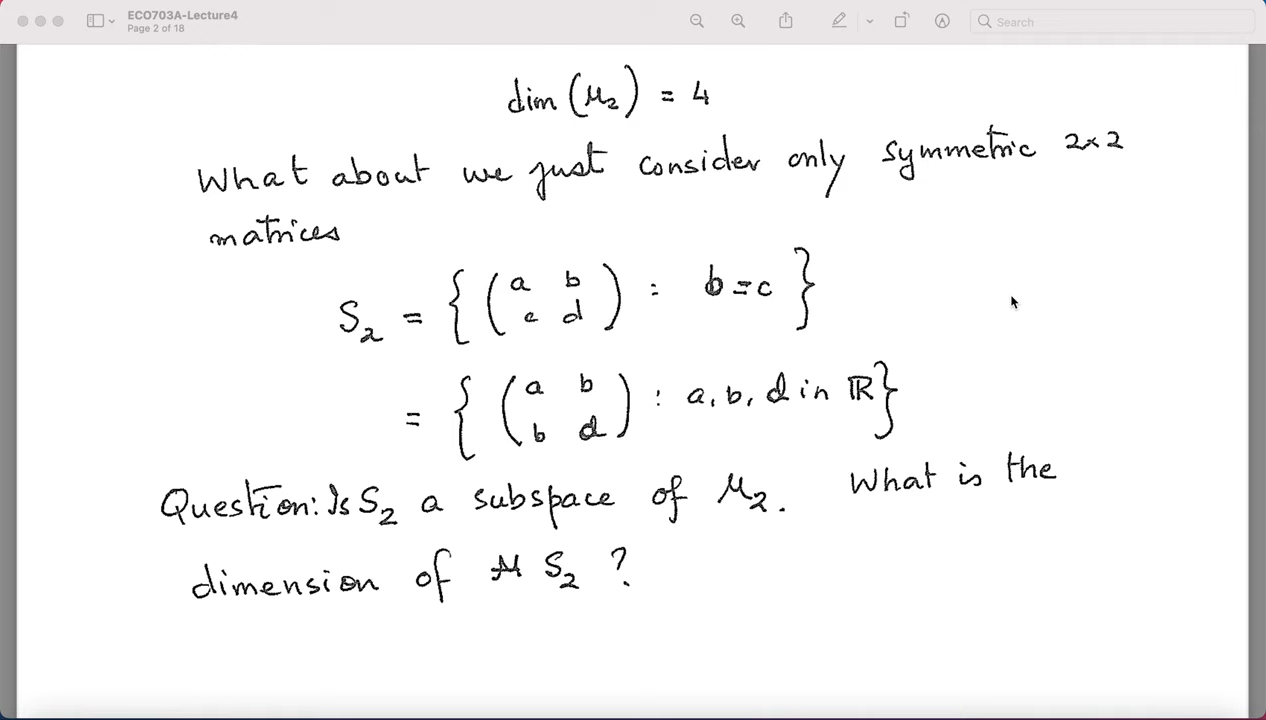 ECO703A-Lecture4
Page 2 of 18
Search
dim (M₂) = 4
What about we just consider only symmetric 2×2
matrices
S₂ = { ( a b
c d ) : b = c }
= { ( a b
b d ) : a, b, d in ℝ }
Question: Is S₂ a subspace of M₂. What is the
dimension of S₂ ?